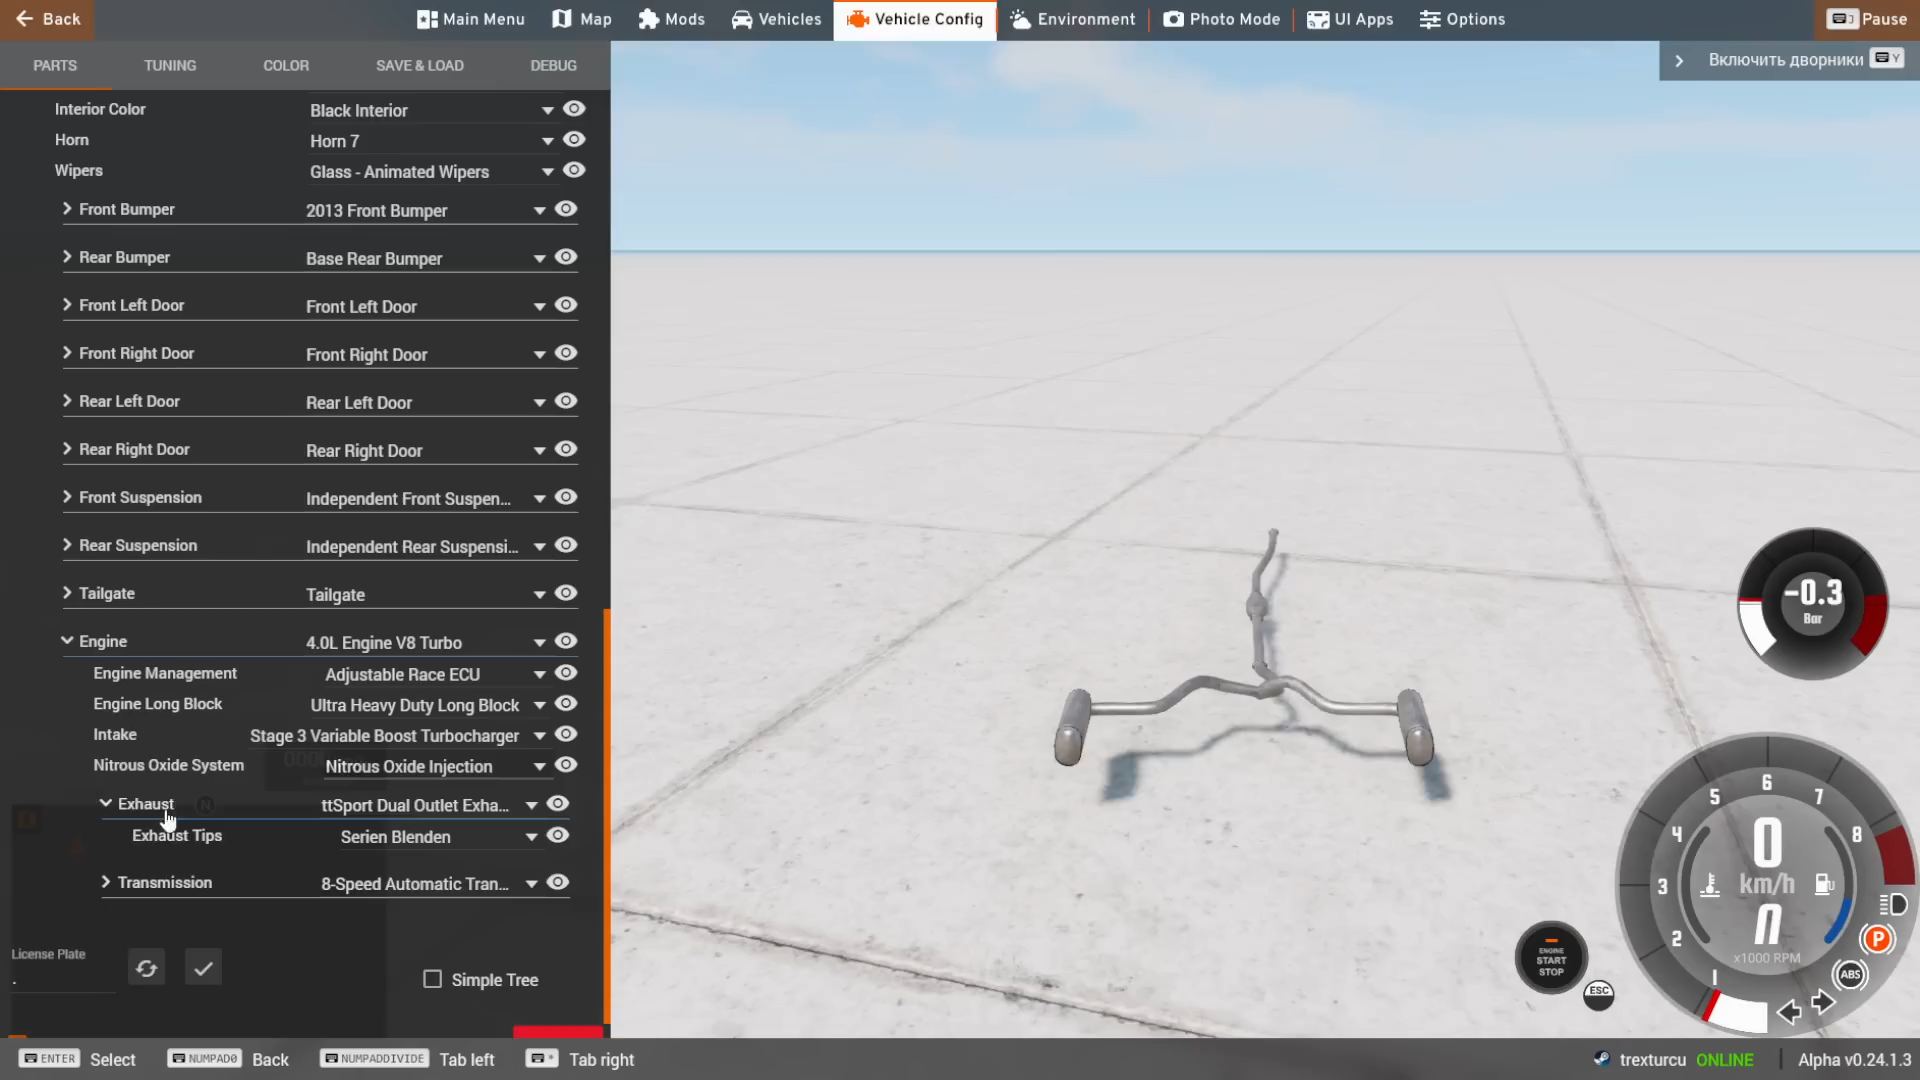 Back
Main Menu
Map
Mods
Vehicles
Vehicle Config
Environment
Photo Mode
UI Apps
Options
J Pause
PARTS
TUNING
COLOR
SAVE & LOAD
DEBUG
Включить дворники Y
Interior Color Black Interior
Horn Horn 7
Wipers Glass - Animated Wipers
Front Bumper 2013 Front Bumper
Rear Bumper Base Rear Bumper
Front Left Door Front Left Door
Front Right Door Front Right Door
Rear Left Door Rear Left Door
Rear Right Door Rear Right Door
Front Suspension Independent Front Suspen...
Rear Suspension Independent Rear Suspensi...
Tailgate Tailgate
Engine 4.0L Engine V8 Turbo
Engine Management Adjustable Race ECU
Engine Long Block Ultra Heavy Duty Long Block
Intake Stage 3 Variable Boost Turbocharger
Nitrous Oxide System Nitrous Oxide Injection
Exhaust ttSport Dual Outlet Exha...
Exhaust Tips Serien Blenden
Transmission 8-Speed Automatic Tran...
License Plate
.
Simple Tree
-0.3
Bar
1
2
3
4
5
6
7
8
0
km/h
n
x1000 RPM
P
ABS
ENGINE
START
STOP
ESC
ENTER Select
NUMPAD0 Back
NUMPADDIVIDE Tab left
* Tab right
trexturcu ONLINE
Alpha v0.24.1.3